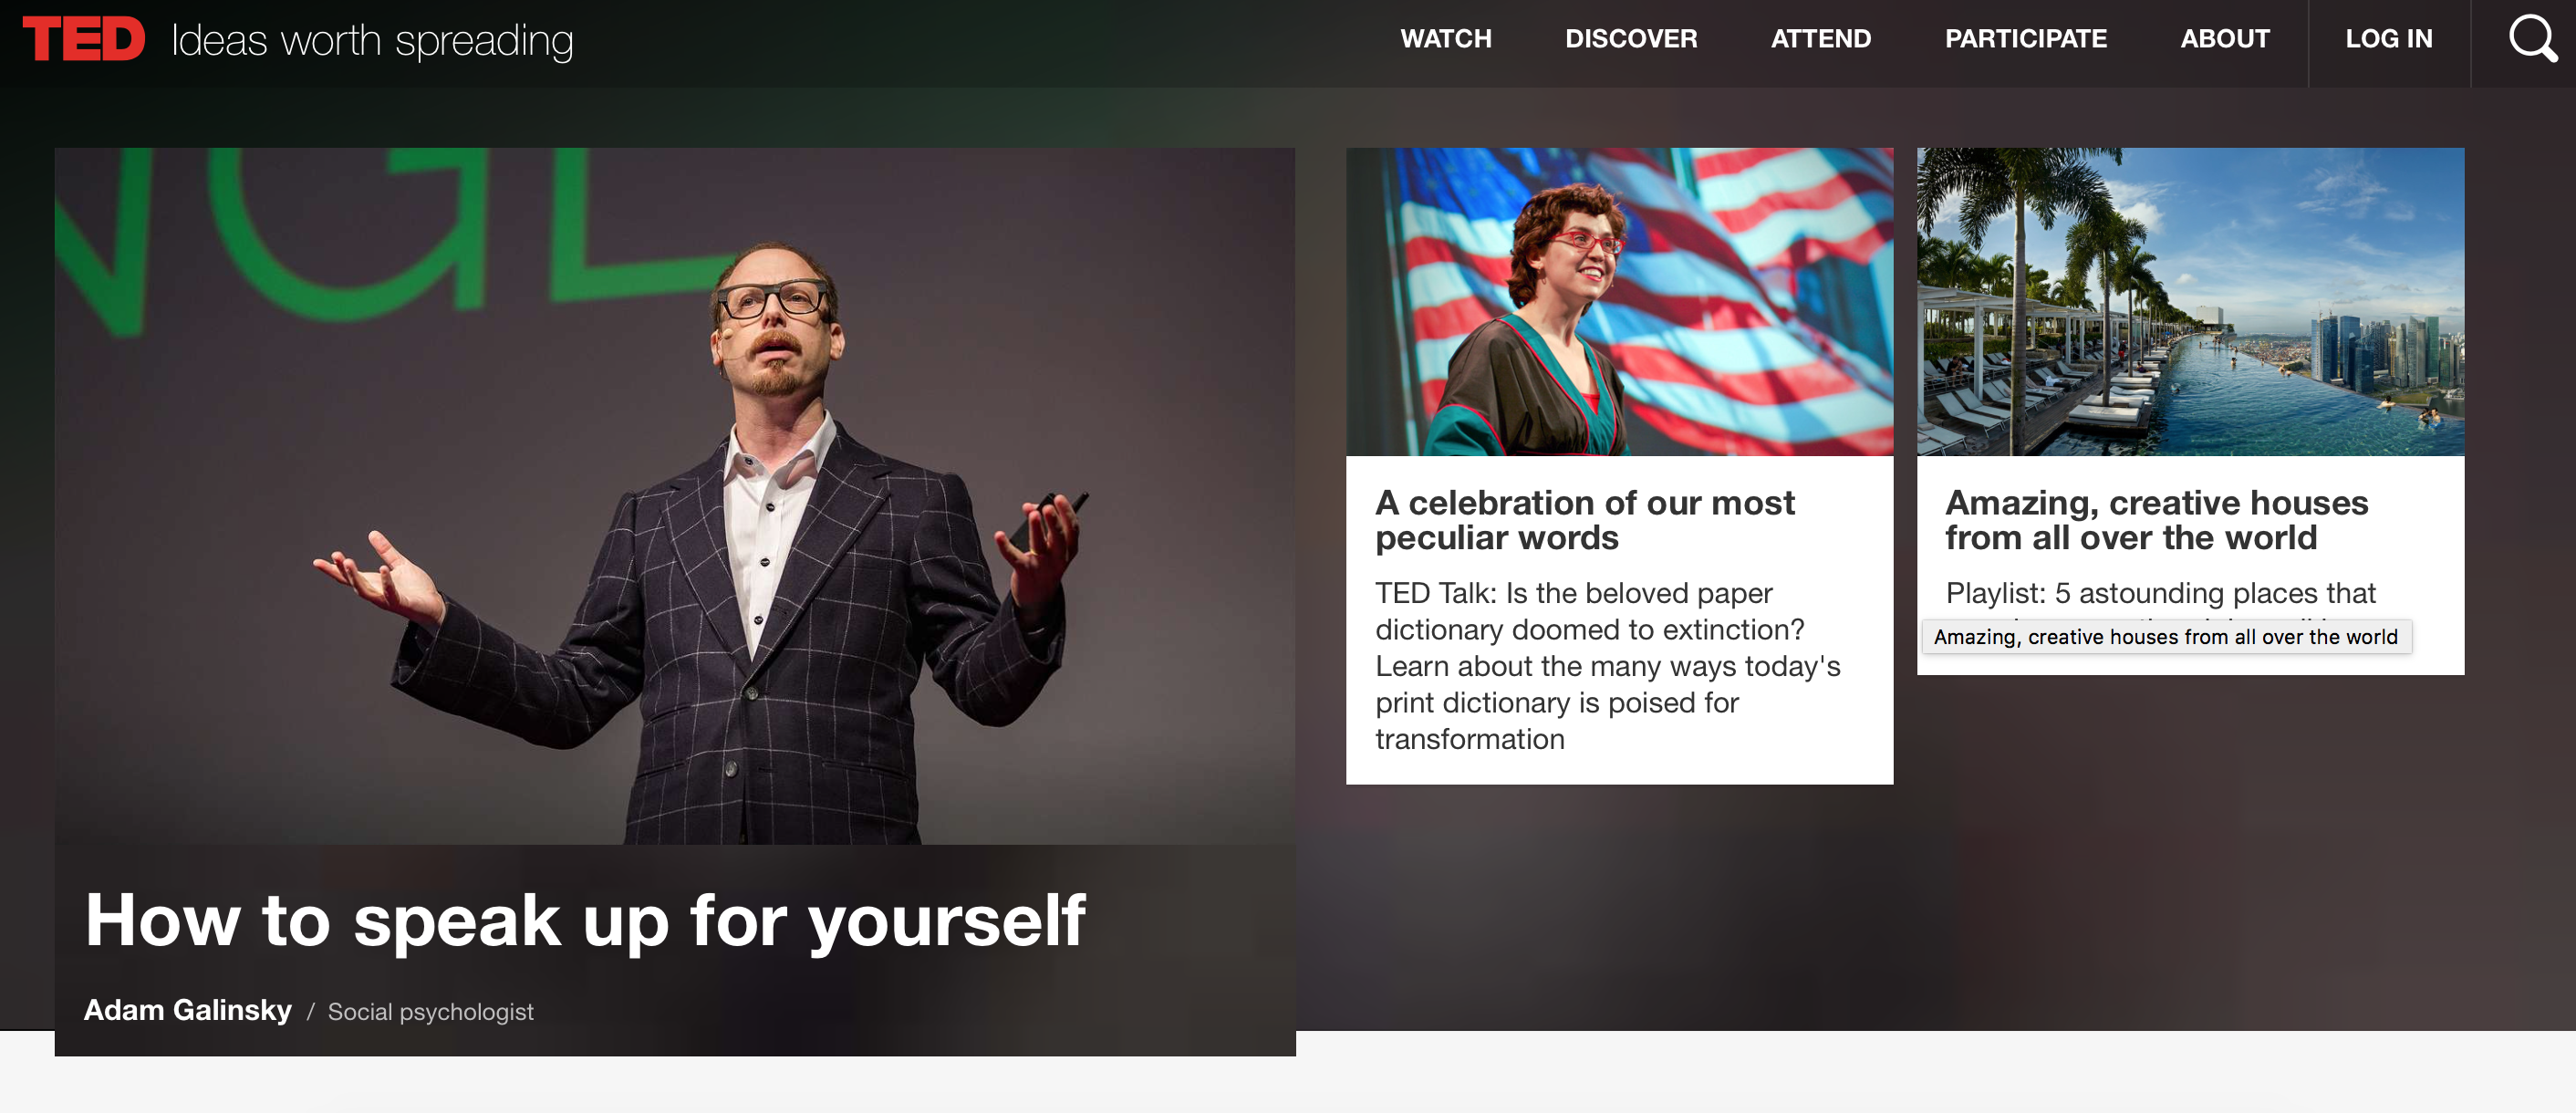 TED Ideas worth spreading
WATCH DISCOVER ATTEND PARTICIPATE ABOUT LOG IN
NGL
How to speak up for yourself
Adam Galinsky / Social psychologist
A celebration of our most
peculiar words
TED Talk: Is the beloved paper
dictionary doomed to extinction?
Learn about the many ways today's
print dictionary is poised for
transformation
Amazing, creative houses
from all over the world
Playlist: 5 astounding places that
Amazing, creative houses from all over the world